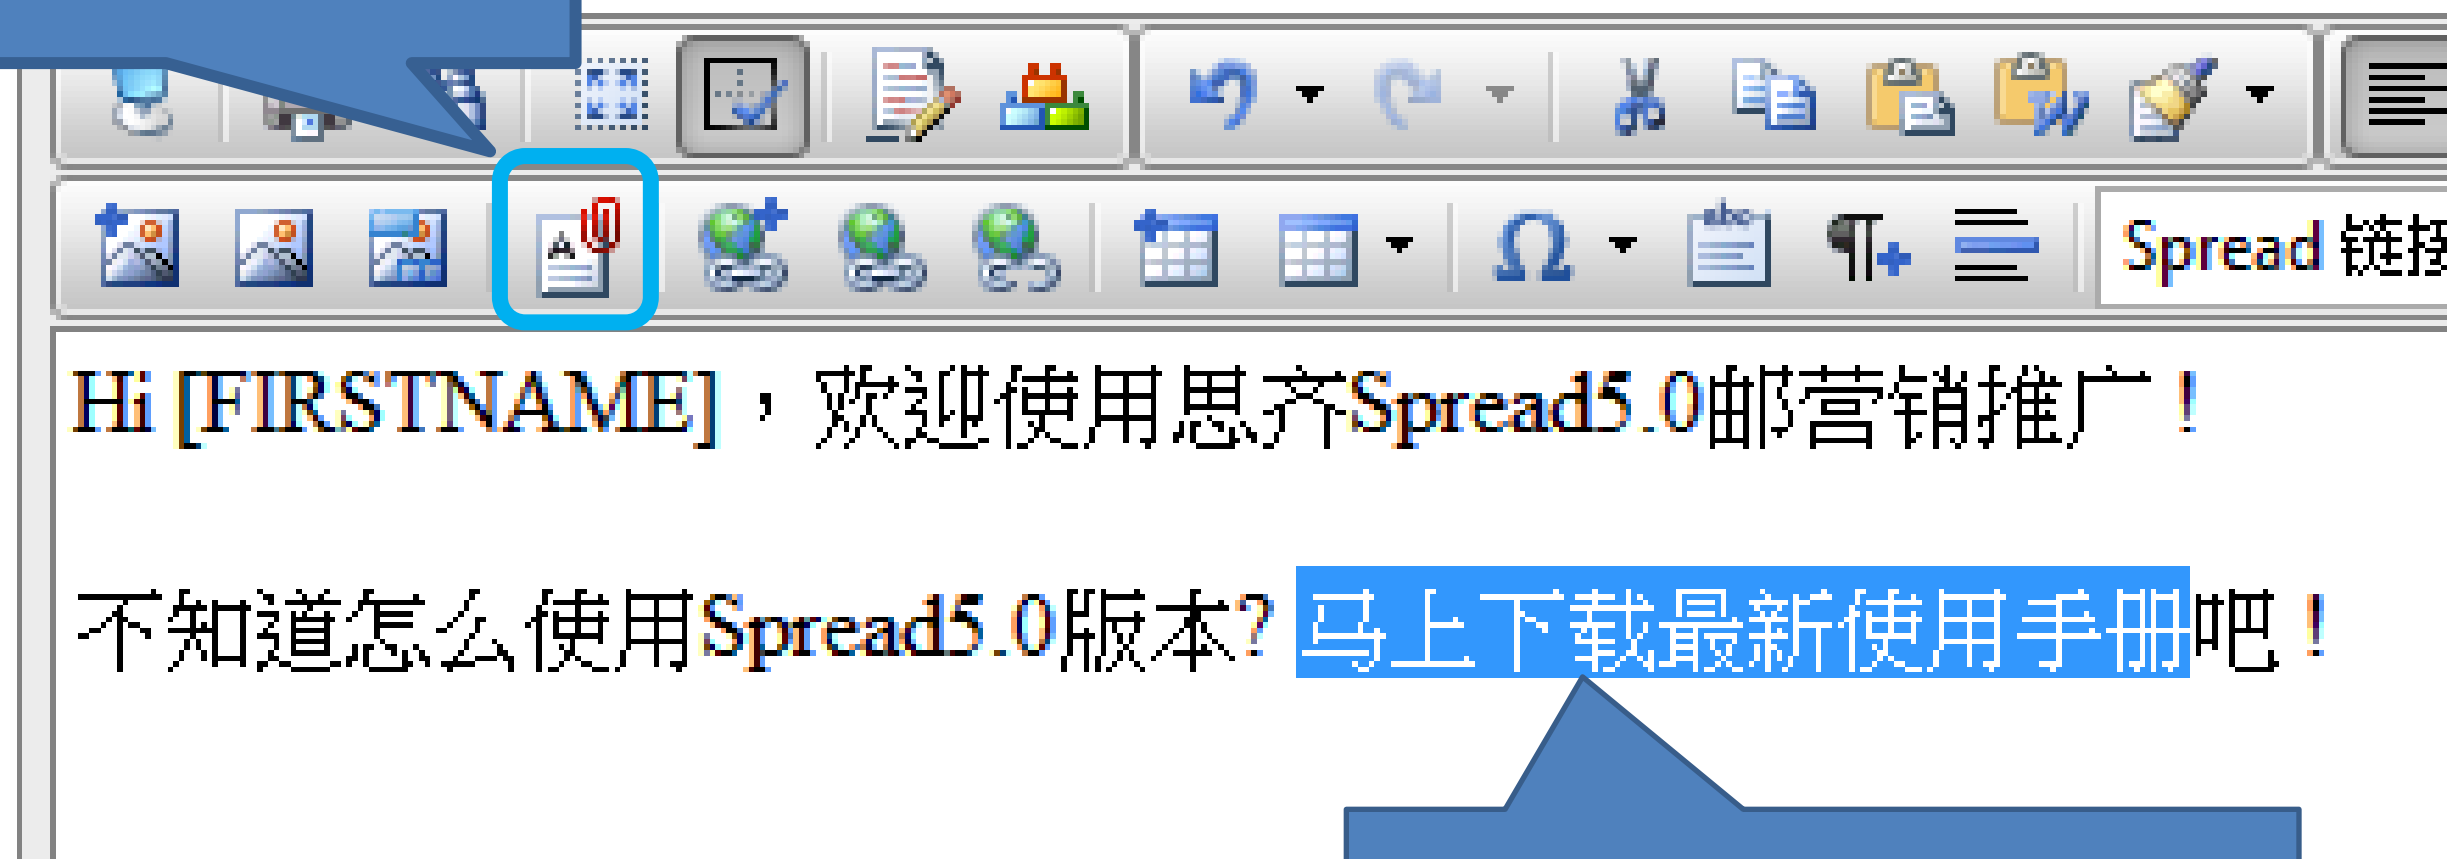 Spread 链接
Hi [FIRSTNAME]，欢迎使用思齐Spread5.0邮营销推广！
不知道怎么使用Spread5.0版本? 马上下载最新使用手册吧！